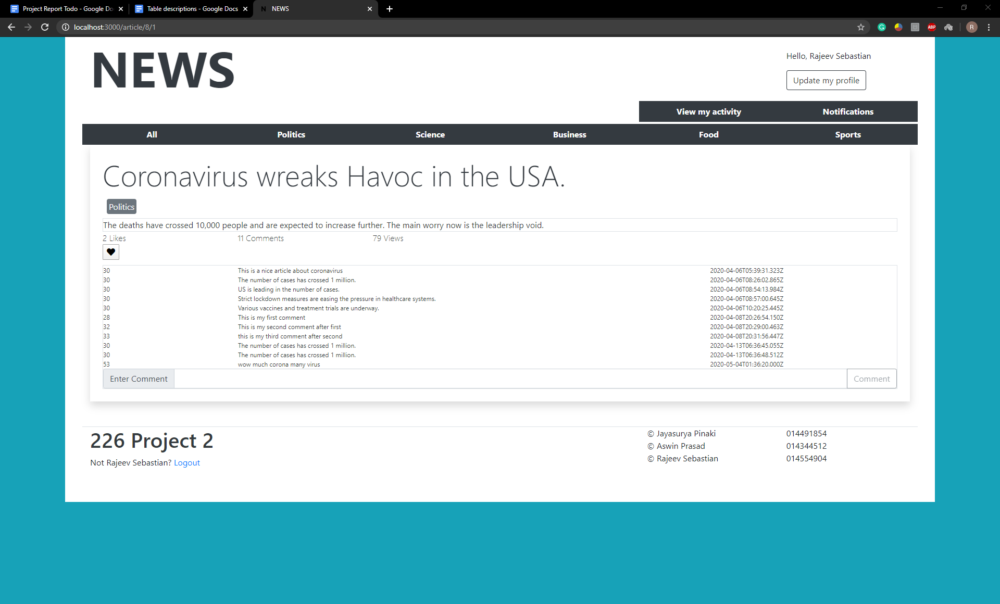 Project Report Todo - Google Do
Table descriptions - Google Docs
N NEWS
localhost:3000/article/8/1
ABP
R
NEWS
Hello, Rajeev Sebastian
Update my profile
View my activity Notifications
All Politics Science Business Food Sports
Coronavirus wreaks Havoc in the USA.
Politics
The deaths have crossed 10,000 people and are expected to increase further. The main worry now is the leadership void.
2 Likes 11 Comments 79 Views
30 This is a nice article about coronavirus 2020-04-06T05:39:31.323Z
30 The number of cases has crossed 1 million. 2020-04-06T08:26:02.865Z
30 US is leading in the number of cases. 2020-04-06T08:54:13.984Z
30 Strict lockdown measures are easing the pressure in healthcare systems. 2020-04-06T08:57:00.645Z
30 Various vaccines and treatment trials are underway. 2020-04-06T10:20:25.445Z
28 This is my first comment 2020-04-08T20:26:54.150Z
32 This is my second comment after first 2020-04-08T20:29:00.463Z
33 this is my third comment after second 2020-04-08T20:31:56.447Z
30 The number of cases has crossed 1 million. 2020-04-13T06:36:45.055Z
30 The number of cases has crossed 1 million. 2020-04-13T06:36:48.512Z
53 wow much corona many virus 2020-05-04T01:36:20.000Z
Enter Comment Comment
226 Project 2
Not Rajeev Sebastian? Logout
© Jayasurya Pinaki 014491854
© Aswin Prasad 014344512
© Rajeev Sebastian 014554904